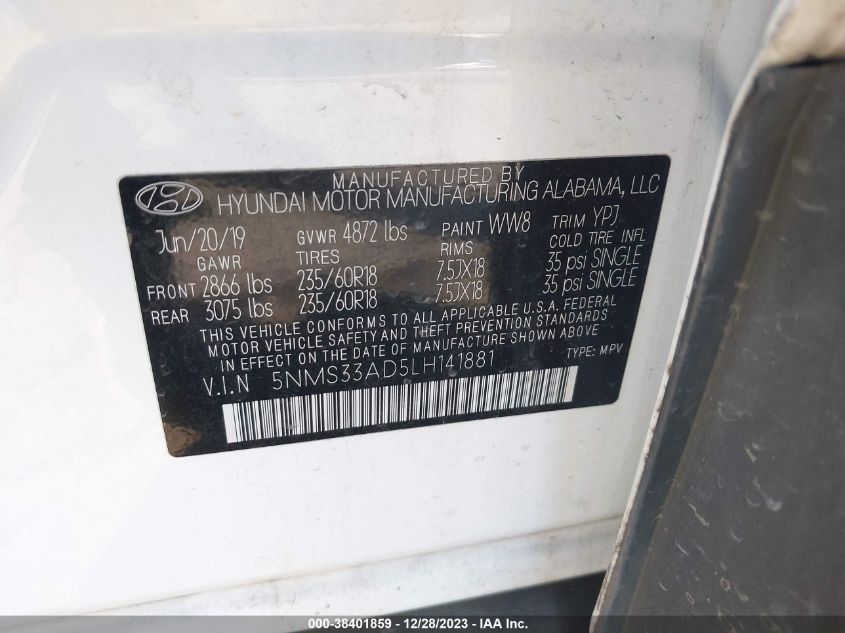 MANUFACTURED BY
HYUNDAI MOTOR MANUFACTURING ALABAMA, LLC
Jun/20/19 GVWR 4872 lbs PAINT WW8 TRIM YPJ
GAWR TIRES RIMS COLD TIRE INFL
FRONT 2866 lbs 235/60R18 7.5JX18 35 psi SINGLE
REAR 3075 lbs 235/60R18 7.5JX18 35 psi SINGLE
THIS VEHICLE CONFORMS TO ALL APPLICABLE U.S.A. FEDERAL
MOTOR VEHICLE SAFETY AND THEFT PREVENTION STANDARDS
IN EFFECT ON THE DATE OF MANUFACTURE SHOWN ABOVE
V.I.N 5NMS33AD5LH141881 TYPE: MPV
000-38401859 - 12/28/2023 - IAA Inc.